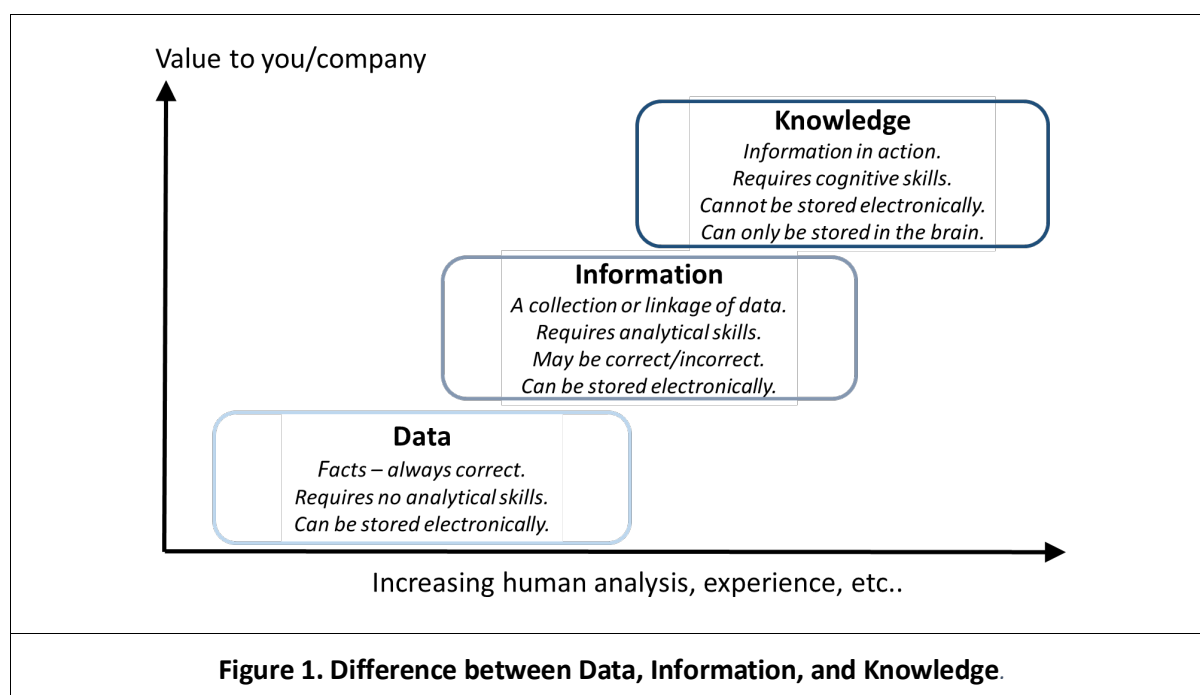 Value to you/company
Knowledge
Information in action.
Requires cognitive skills.
Cannot be stored electronically.
Can only be stored in the brain.
Information
A collection or linkage of data.
Requires analytical skills.
May be correct/incorrect.
Can be stored electronically.
Data
Facts – always correct.
Requires no analytical skills.
Can be stored electronically.
Increasing human analysis, experience, etc..
Figure 1. Difference between Data, Information, and Knowledge.